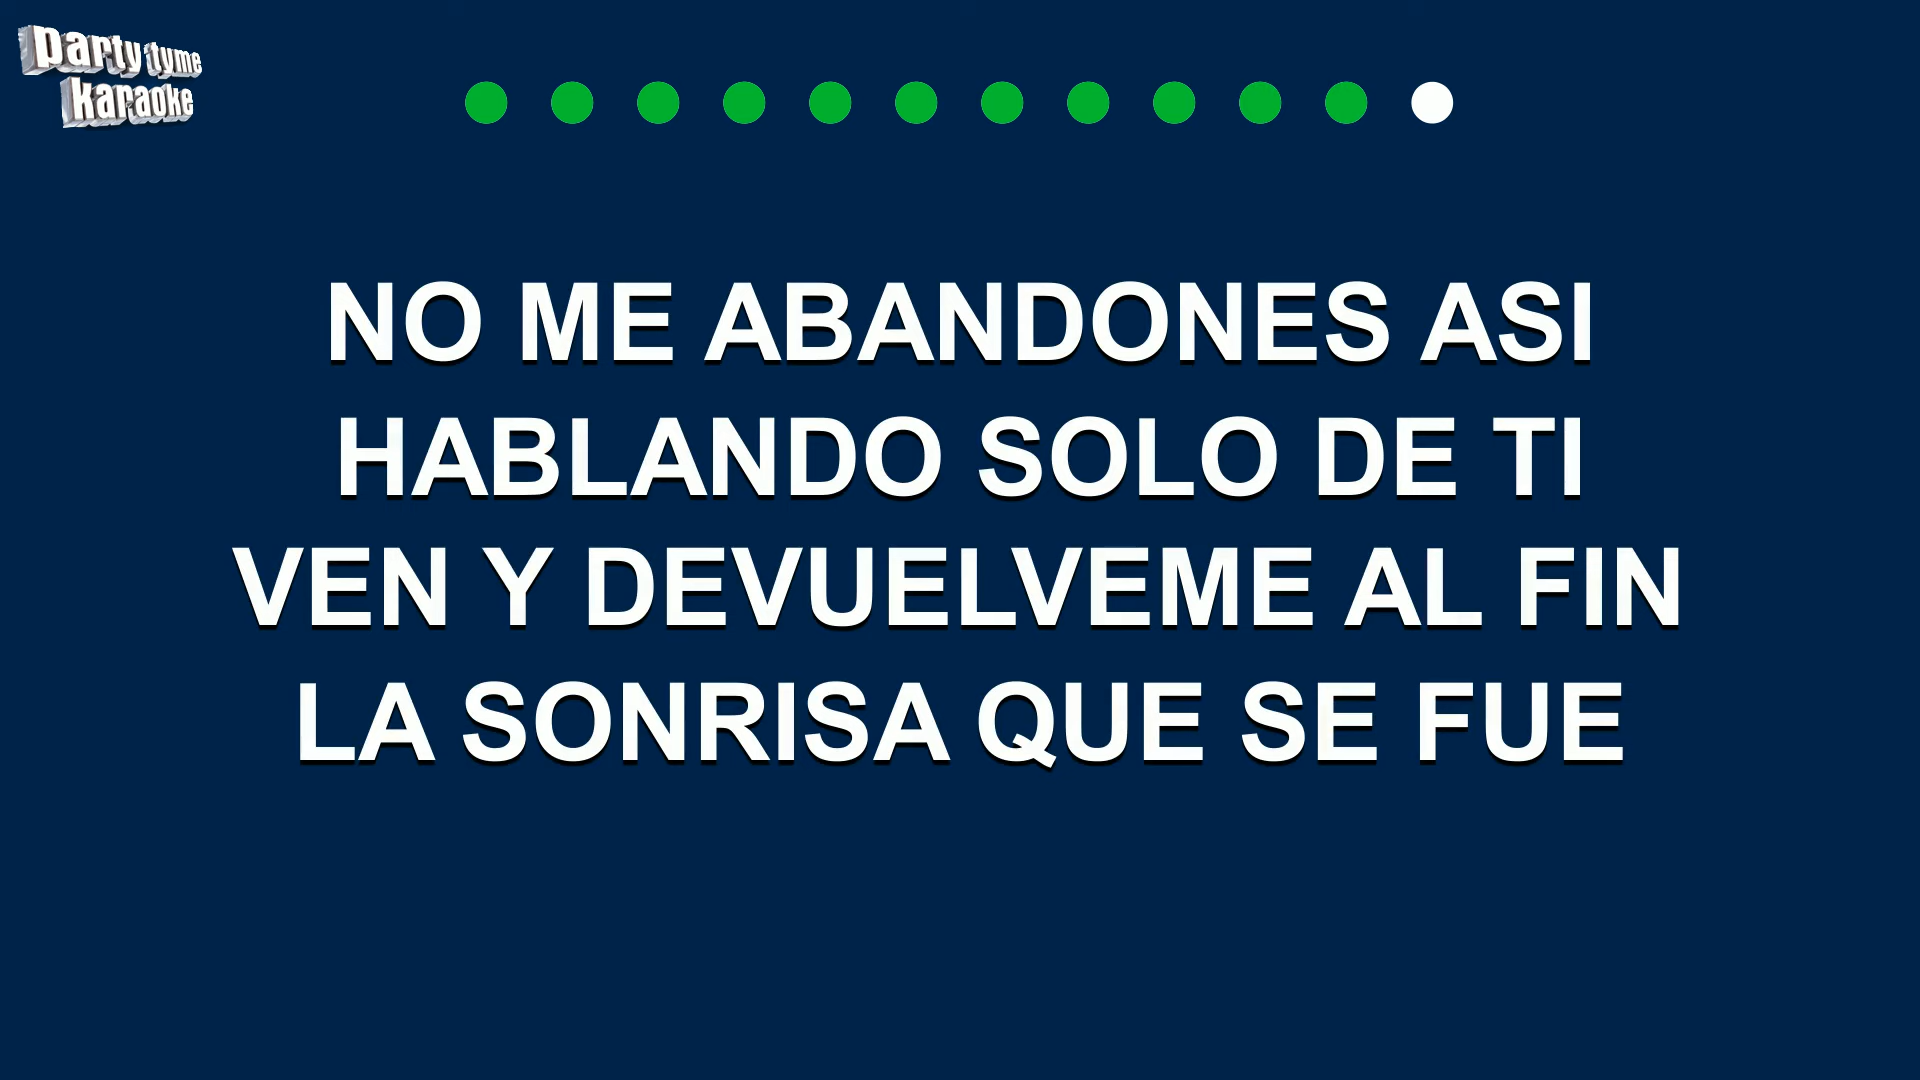 party tyme
karaoke
NO ME ABANDONES ASI
HABLANDO SOLO DE TI
VEN Y DEVUELVEME AL FIN
LA SONRISA QUE SE FUE